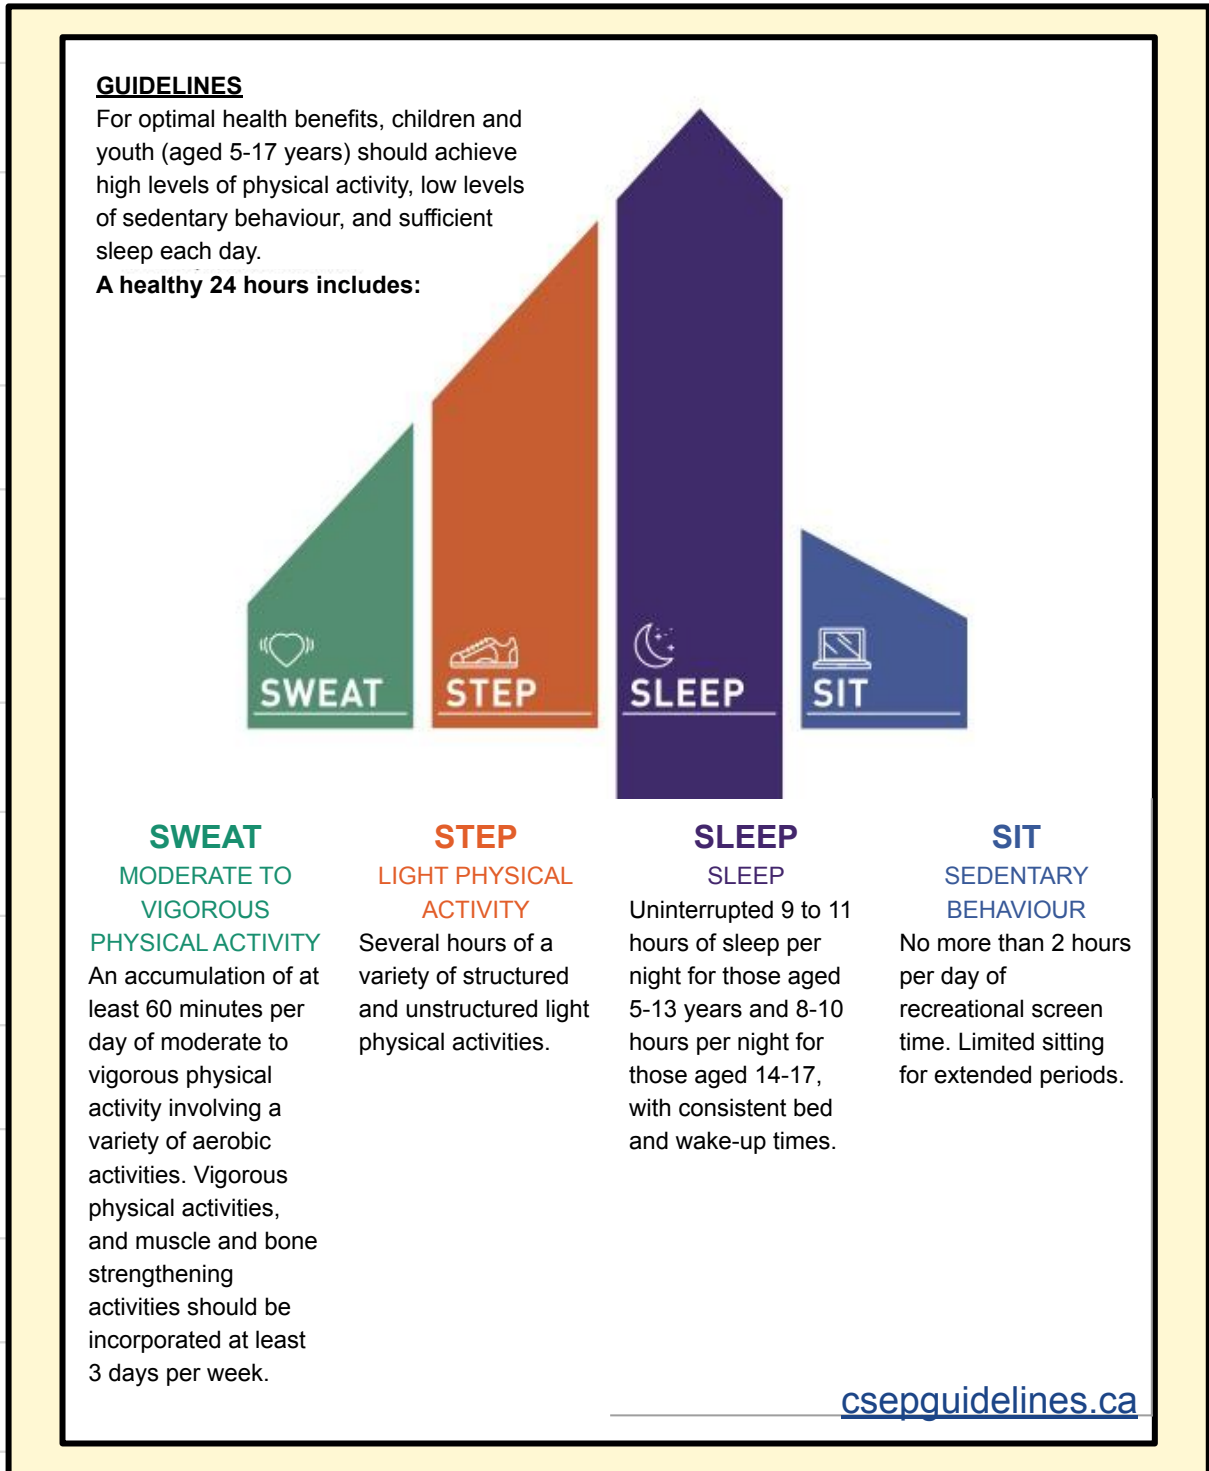 GUIDELINES
For optimal health benefits, children and
youth (aged 5-17 years) should achieve
high levels of physical activity, low levels
of sedentary behaviour, and sufficient
sleep each day.
A healthy 24 hours includes:
SWEAT
STEP
SLEEP
SIT
SWEAT
MODERATE TO
VIGOROUS
PHYSICAL ACTIVITY
An accumulation of at
least 60 minutes per
day of moderate to
vigorous physical
activity involving a
variety of aerobic
activities. Vigorous
physical activities,
and muscle and bone
strengthening
activities should be
incorporated at least
3 days per week.
STEP
LIGHT PHYSICAL
ACTIVITY
Several hours of a
variety of structured
and unstructured light
physical activities.
SLEEP
SLEEP
Uninterrupted 9 to 11
hours of sleep per
night for those aged
5-13 years and 8-10
hours per night for
those aged 14-17,
with consistent bed
and wake-up times.
SIT
SEDENTARY
BEHAVIOUR
No more than 2 hours
per day of
recreational screen
time. Limited sitting
for extended periods.
csepguidelines.ca